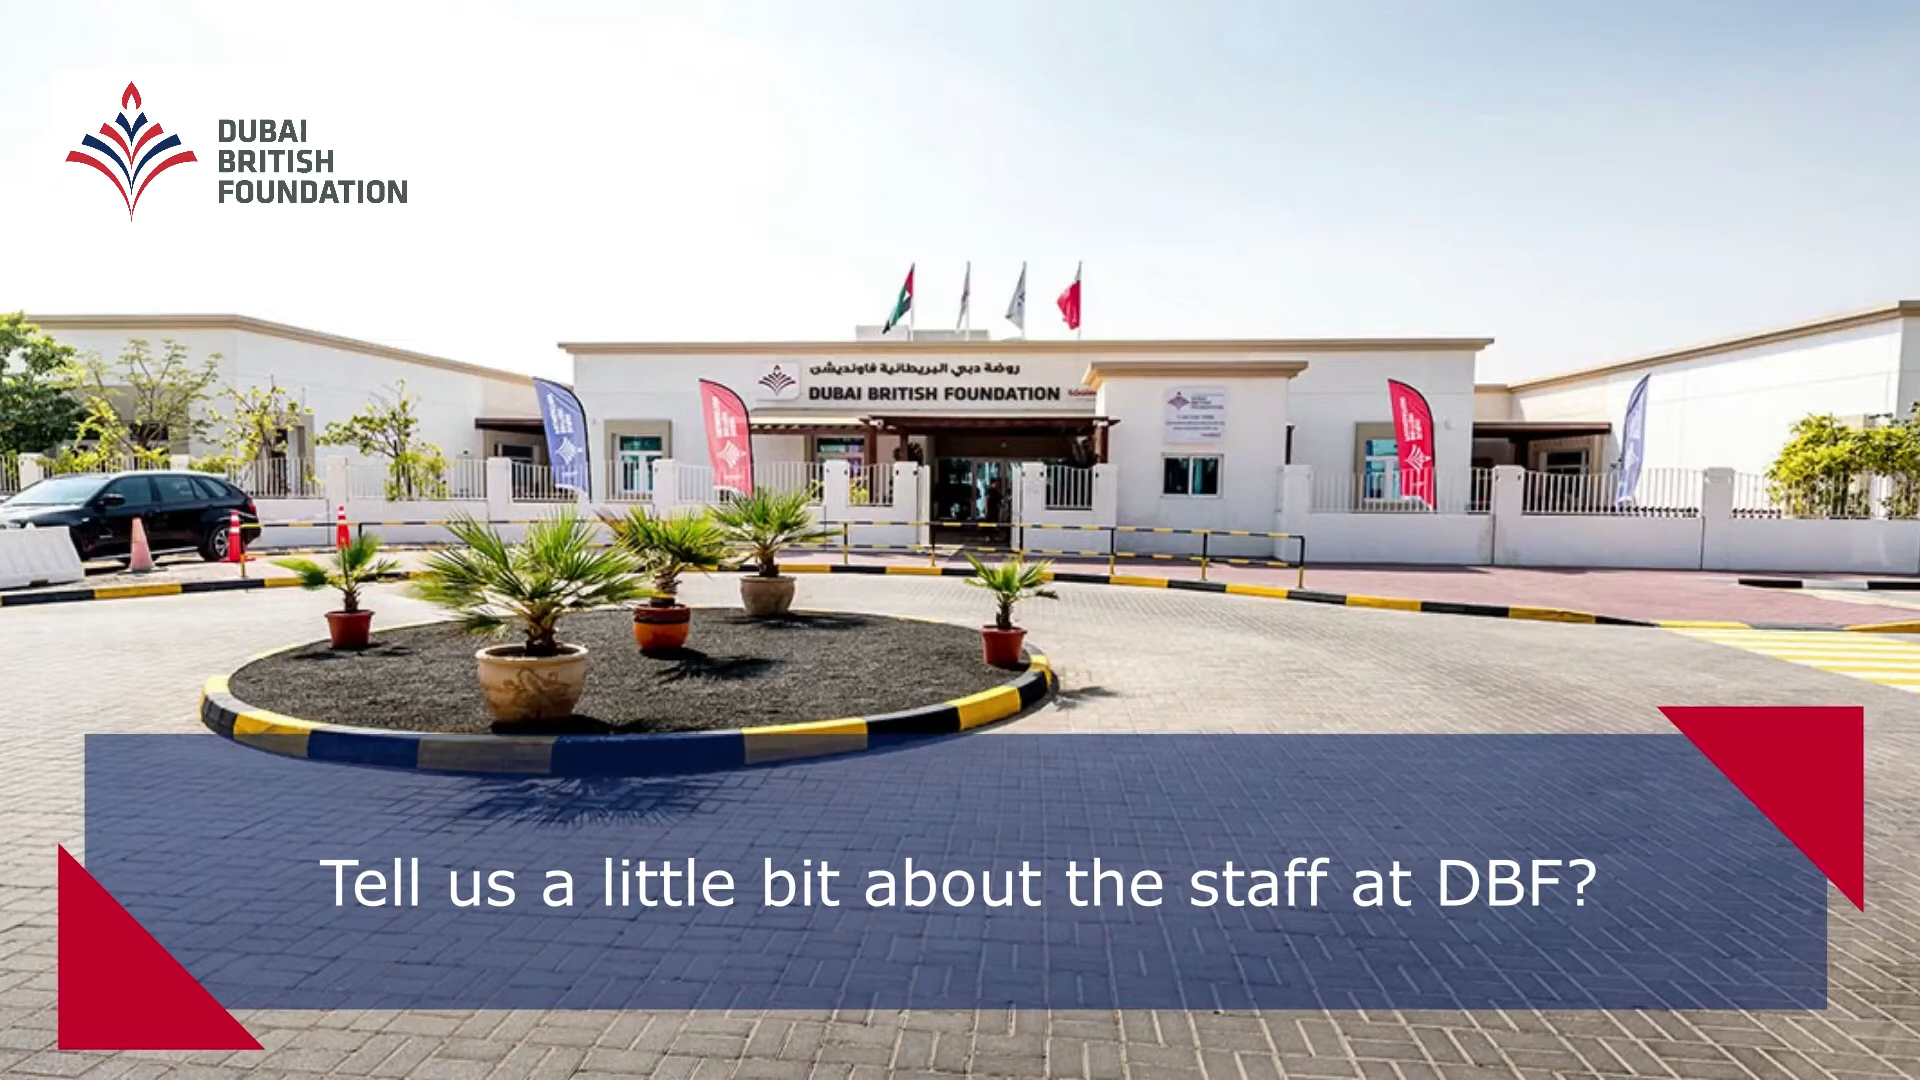 DUBAI
BRITISH
FOUNDATION
روضة دبي البريطانية فاونديشن
DUBAI BRITISH FOUNDATION
Tell us a little bit about the staff at DBF?